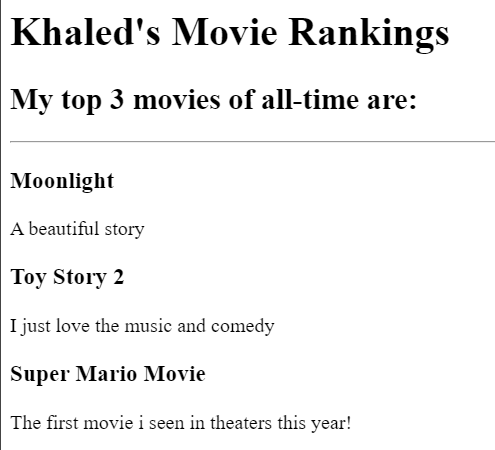 Khaled's Movie Rankings
My top 3 movies of all-time are:
Moonlight
A beautiful story
Toy Story 2
I just love the music and comedy
Super Mario Movie
The first movie i seen in theaters this year!